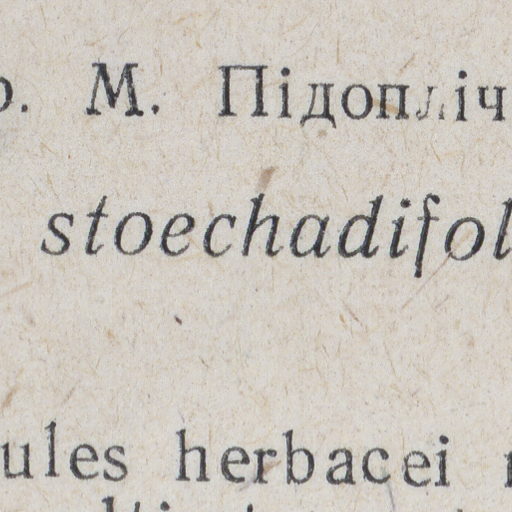 М. Підопліч
stoechadifol
ules herbacei